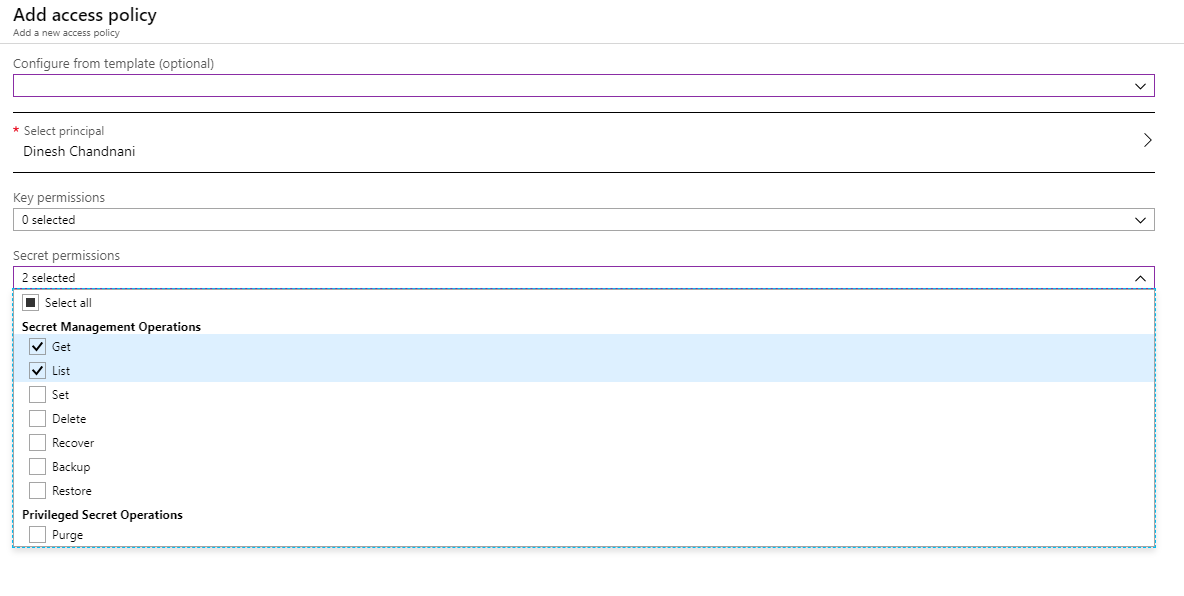 Add access policy
Add a new access policy
Configure from template (optional)
* Select principal
Dinesh Chandnani
Key permissions
0 selected
Secret permissions
2 selected
Select all
Secret Management Operations
Get
List
Set
Delete
Recover
Backup
Restore
Privileged Secret Operations
Purge